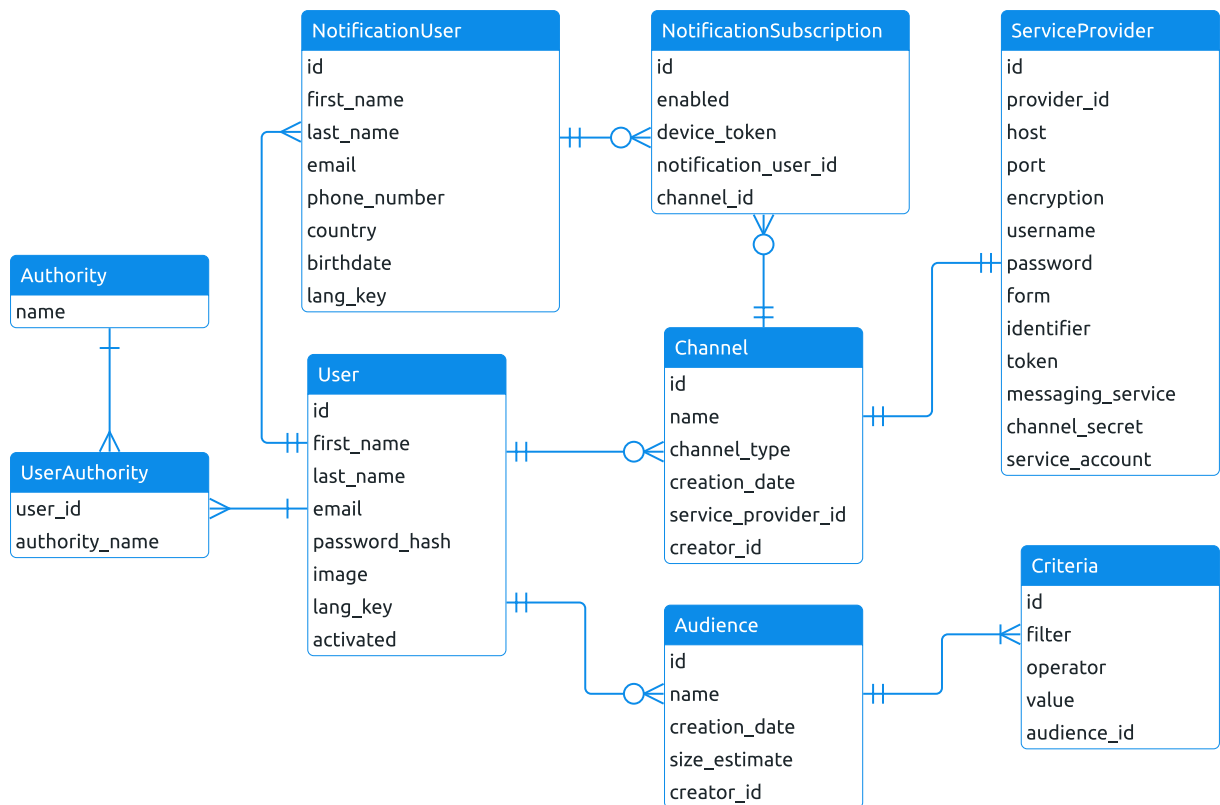 NotificationUser
id
first_name
last_name
email
phone_number
country
birthdate
lang_key
NotificationSubscription
id
enabled
device_token
notification_user_id
channel_id
ServiceProvider
id
provider_id
host
port
encryption
username
password
form
identifier
token
messaging_service
channel_secret
service_account
Authority
name
UserAuthority
user_id
authority_name
User
id
first_name
last_name
email
password_hash
image
lang_key
activated
Channel
id
name
channel_type
creation_date
service_provider_id
creator_id
Audience
id
name
creation_date
size_estimate
creator_id
Criteria
id
filter
operator
value
audience_id